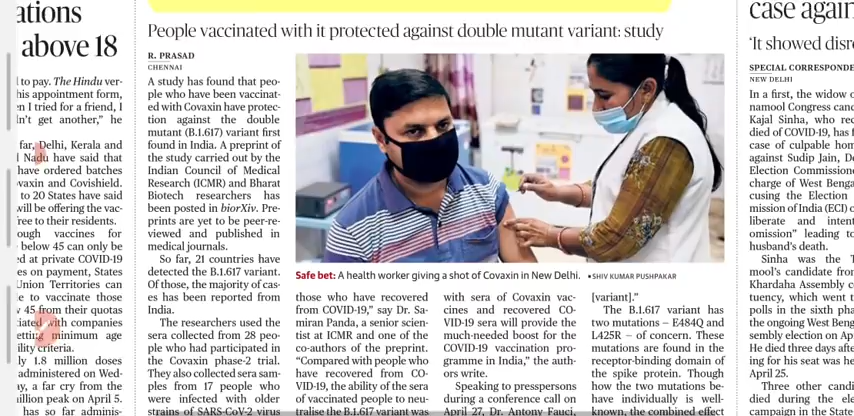 ations
above 18
l to pay. The Hindu ver-
his appointment form,
en I tried for a friend, I
n't get another," he
far, Delhi, Kerala and
l Nadu have said that
have ordered batches
ovaxin and Covishield.
to 20 States have said
will be offering the vac-
free to their residents.
ough vaccines for
below 45 can only be
ed at private COVID-19
es on payment, States
Union Territories can
le to vaccinate those
w 45 from their quotas
tiated with companies
etting minimum age
bility criteria.
ly 1.8 million doses
administered on Wed-
ay, a far cry from the
illion peak on April 5.
has so far adminis-
People vaccinated with it protected against double mutant variant: study
R. PRASAD
CHENNAI
A study has found that peo-
ple who have been vaccinat-
ed with Covaxin have protec-
tion against the double
mutant (B.1.617) variant first
found in India. A preprint of
the study carried out by the
Indian Council of Medical
Research (ICMR) and Bharat
Biotech researchers has
been posted in biorXiv. Pre-
prints are yet to be peer-re-
viewed and published in
medical journals.
So far, 21 countries have
detected the B.1.617 variant.
Of those, the majority of cas-
es has been reported from
India.
The researchers used the
sera collected from 28 peo-
ple who had participated in
the Covaxin phase-2 trial.
They also collected sera sam-
ples from 17 people who
were infected with older
strains of SARS-CoV-2 virus
Safe bet: A health worker giving a shot of Covaxin in New Delhi. ■ SHIV KUMAR PUSHPAKAR
those who have recovered
from COVID-19," say Dr. Sa-
miran Panda, a senior scien-
tist at ICMR and one of the
co-authors of the preprint.
"Compared with people who
have recovered from CO-
VID-19, the ability of the sera
of vaccinated people to neu-
tralise the B.1.617 variant was
with sera of Covaxin vac-
cines and recovered CO-
VID-19 sera will provide the
much-needed boost for the
COVID-19 vaccination pro-
gramme in India," the auth-
ors write.
Speaking to presspersons
during a conference call on
April 27, Dr. Antony Fauci,
[variant]."
The B.1.617 variant has
two mutations – E484Q and
L425R – of concern. These
mutations are found in the
receptor-binding domain of
the spike protein. Though
how the two mutations be-
have individually is well-
known, the combined effect
case again
'It showed disre
SPECIAL CORRESPONDE
NEW DELHI
In a first, the widow o
namool Congress canc
Kajal Sinha, who rec
died of COVID-19, has f
case of culpable hom
against Sudip Jain, De
Election Commissione
charge of West Benga
cusing the Election
mission of India (ECI) o
liberate and intent
omission" leading to
husband's death.
Sinha was the T
mool's candidate from
Khardaha Assembly co
tuency, which went t
polls in the sixth pha
the ongoing West Beng
sembly election on Apr
He died three days afte
ing for his seat was he
April 25.
Three other candi
died during the ele
campaign in the State